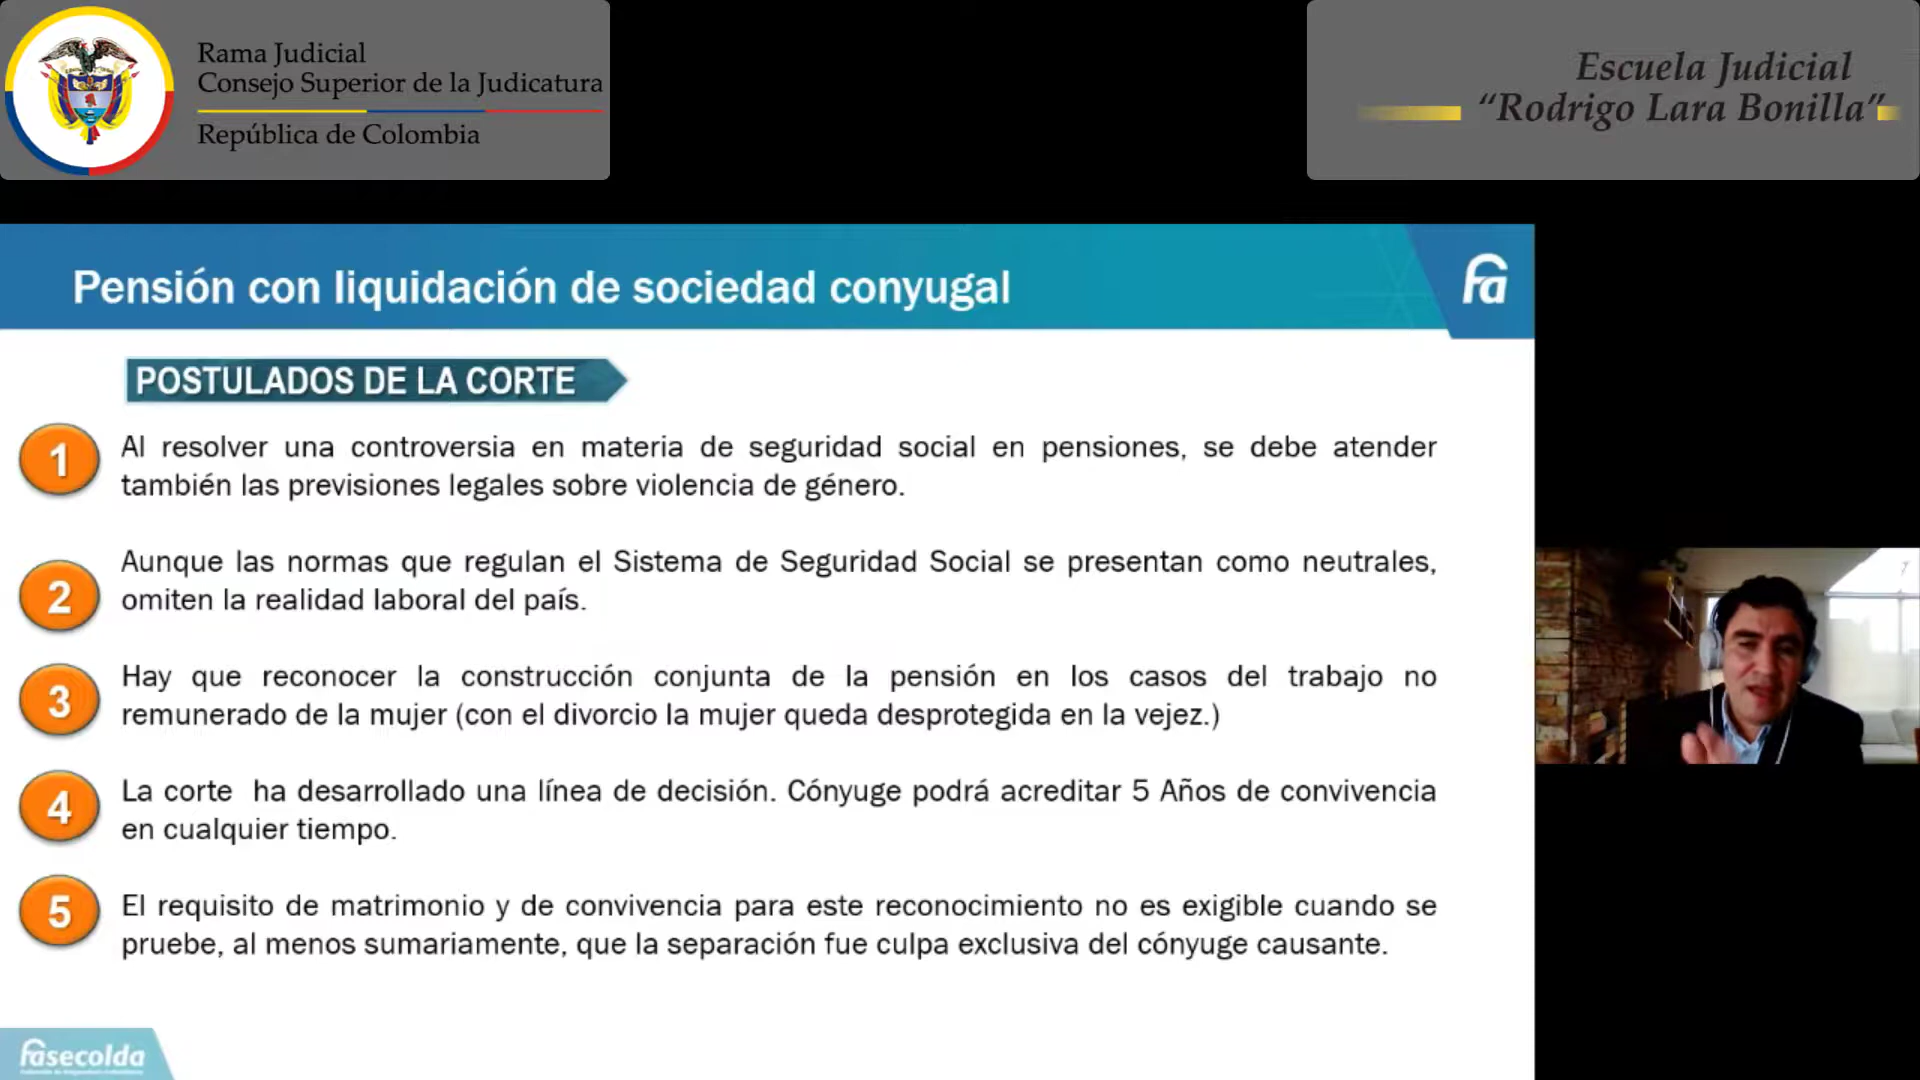 Rama Judicial
Consejo Superior de la Judicatura
República de Colombia
Escuela Judicial
“Rodrigo Lara Bonilla”
Pensión con liquidación de sociedad conyugal
fa
POSTULADOS DE LA CORTE
1
Al resolver una controversia en materia de seguridad social en pensiones, se debe atender
también las previsiones legales sobre violencia de género.
2
Aunque las normas que regulan el Sistema de Seguridad Social se presentan como neutrales,
omiten la realidad laboral del país.
3
Hay que reconocer la construcción conjunta de la pensión en los casos del trabajo no
remunerado de la mujer (con el divorcio la mujer queda desprotegida en la vejez.)
4
La corte ha desarrollado una línea de decisión. Cónyuge podrá acreditar 5 Años de convivencia
en cualquier tiempo.
5
El requisito de matrimonio y de convivencia para este reconocimiento no es exigible cuando se
pruebe, al menos sumariamente, que la separación fue culpa exclusiva del cónyuge causante.
fasecolda